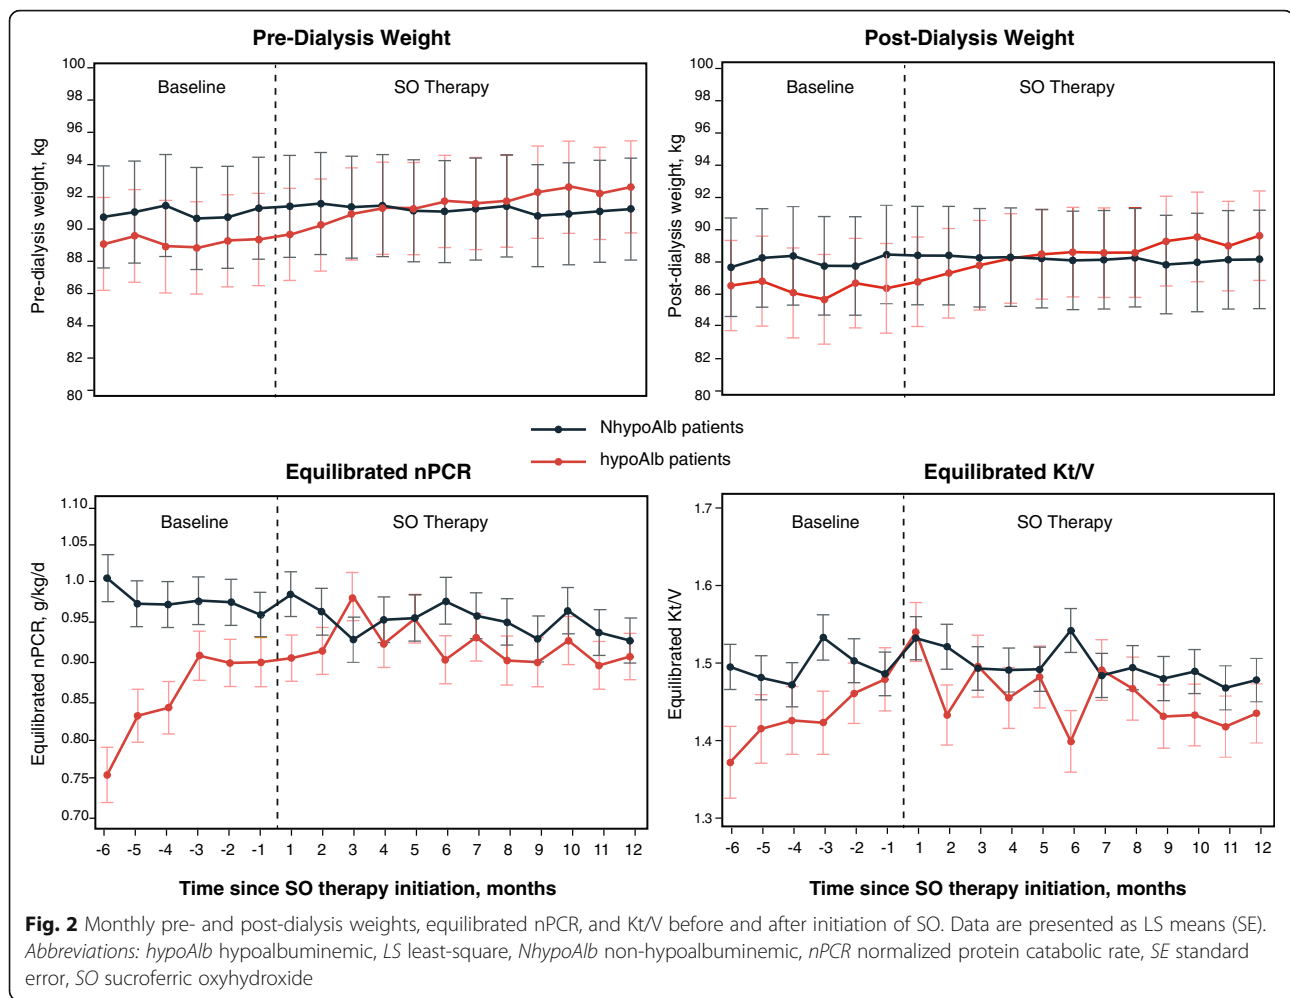 Pre-Dialysis Weight
Post-Dialysis Weight
Pre-dialysis weight, kg
100
98
96
94
92
90
88
86
84
82
80
Baseline
SO Therapy
Post-dialysis weight, kg
100
98
96
94
92
90
88
86
84
82
80
Baseline
SO Therapy
NhypoAlb patients
hypoAlb patients
Equilibrated nPCR
Equilibrated Kt/V
Equilibrated nPCR, g/kg/d
1.10
1.05
1.0
0.95
0.90
0.85
0.80
0.75
0.70
Baseline
SO Therapy
-6 -5 -4 -3 -2 -1 1 2 3 4 5 6 7 8 9 10 11 12
Time since SO therapy initiation, months
Equilibrated Kt/V
1.7
1.6
1.5
1.4
1.3
Baseline
SO Therapy
-6 -5 -4 -3 -2 -1 1 2 3 4 5 6 7 8 9 10 11 12
Time since SO therapy initiation, months
Fig. 2 Monthly pre- and post-dialysis weights, equilibrated nPCR, and Kt/V before and after initiation of SO. Data are presented as LS means (SE).
Abbreviations: hypoAlb hypoalbuminemic, LS least-square, NhypoAlb non-hypoalbuminemic, nPCR normalized protein catabolic rate, SE standard
error, SO sucroferric oxyhydroxide